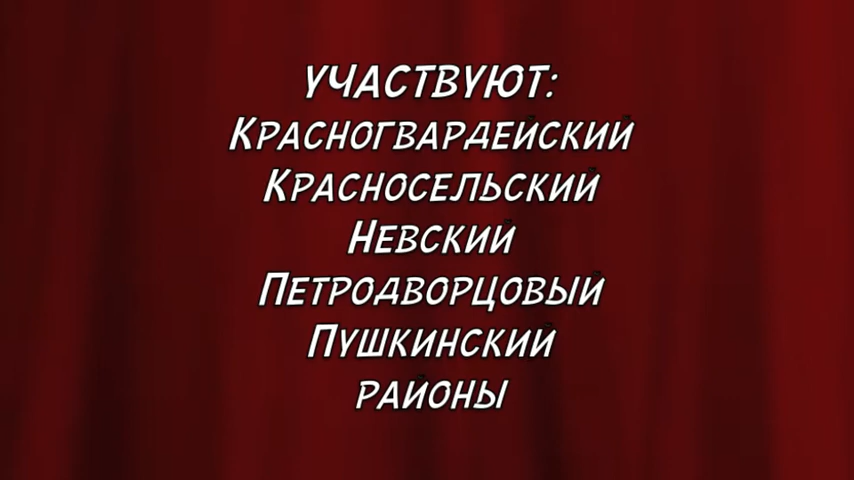 УЧАСТВУЮТ:
КРАСНОГВАРДЕЙСКИЙ
КРАСНОСЕЛЬСКИЙ
НЕВСКИЙ
ПЕТРОДВОРЦОВЫЙ
ПУШКИНСКИЙ
РАЙОНЫ